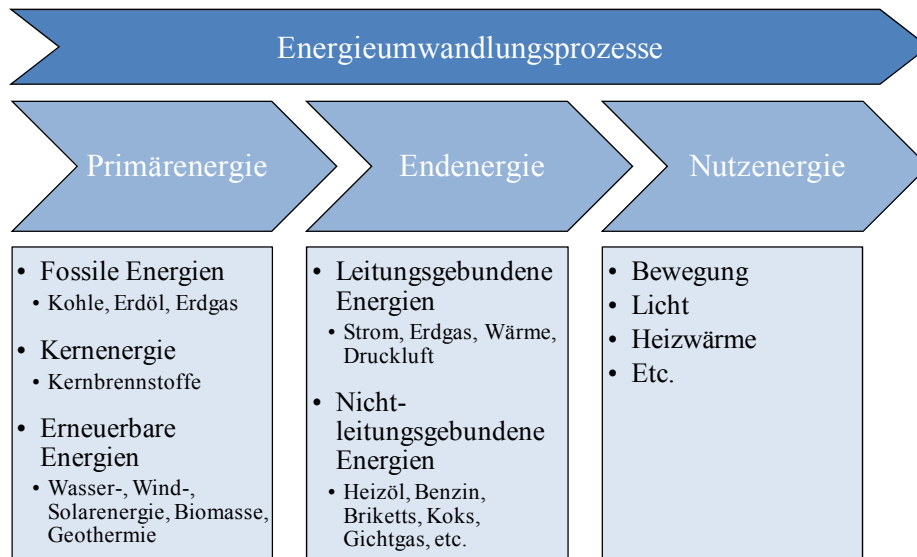 Energieumwandlungsprozesse
Primärenergie
Endenergie
Nutzenergie
• Fossile Energien
• Kohle, Erdöl, Erdgas
• Kernenergie
• Kernbrennstoffe
• Erneuerbare
Energien
• Wasser-, Wind-,
Solarenergie, Biomasse,
Geothermie
• Leitungsgebundene
Energien
• Strom, Erdgas, Wärme,
Druckluft
• Nicht-
leitungsgebundene
Energien
• Heizöl, Benzin,
Briketts, Koks,
Gichtgas, etc.
• Bewegung
• Licht
• Heizwärme
• Etc.